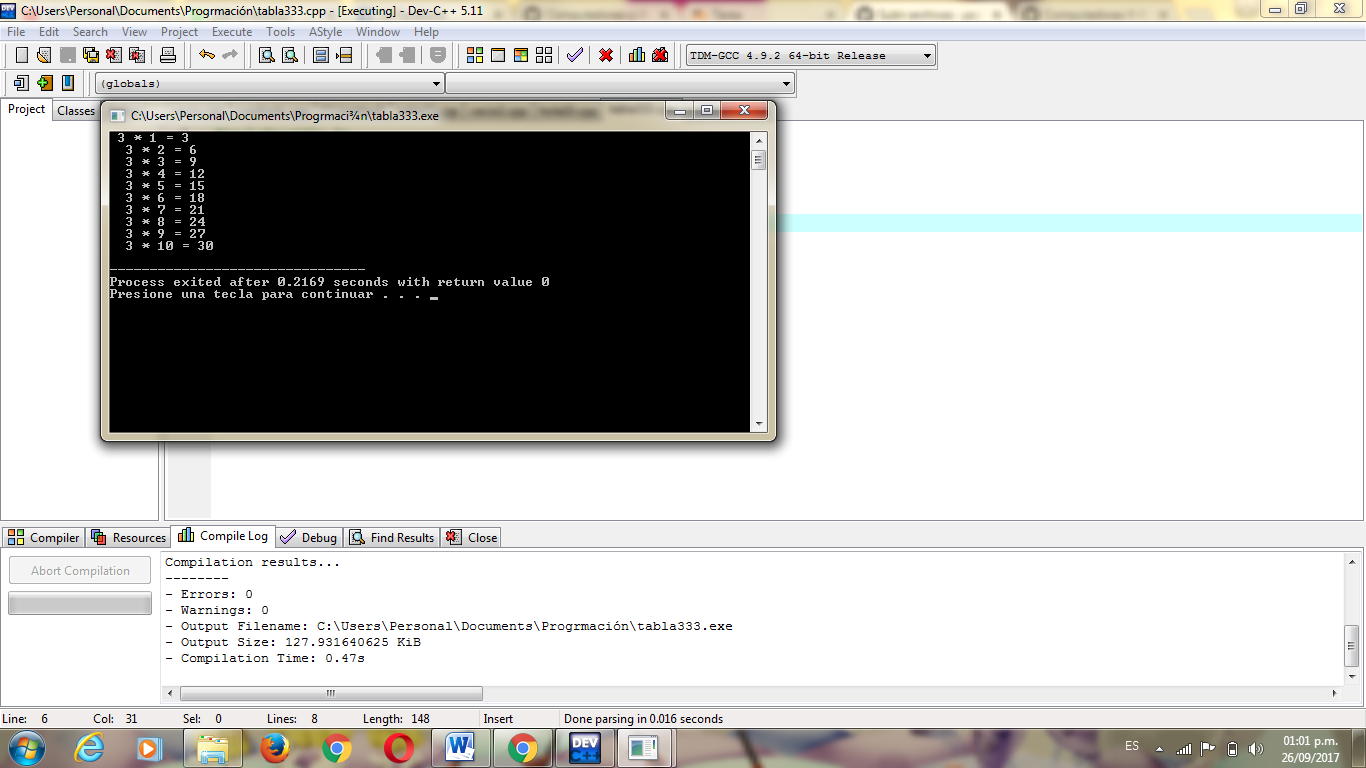 C:\Users\Personal\Documents\Progrmación\tabla333.cpp - [Executing] - Dev-C++ 5.11
File Edit Search View Project Execute Tools AStyle Window Help
TDM-GCC 4.9.2 64-bit Release
(globals)
Project Classes
C:\Users\Personal\Documents\Progrmaci¾n\tabla333.exe
3 * 1 = 3
3 * 2 = 6
3 * 3 = 9
3 * 4 = 12
3 * 5 = 15
3 * 6 = 18
3 * 7 = 21
3 * 8 = 24
3 * 9 = 27
3 * 10 = 30
--------------------------------
Process exited after 0.2169 seconds with return value 0
Presione una tecla para continuar . . . _
Compiler Resources Compile Log Debug Find Results Close
Abort Compilation
Compilation results...
--------
- Errors: 0
- Warnings: 0
- Output Filename: C:\Users\Personal\Documents\Progrmación\tabla333.exe
- Output Size: 127.931640625 KiB
- Compilation Time: 0.47s
Line: 6 Col: 31 Sel: 0 Lines: 8 Length: 148 Insert Done parsing in 0.016 seconds
DEV C++
ES
01:01 p.m.
26/09/2017